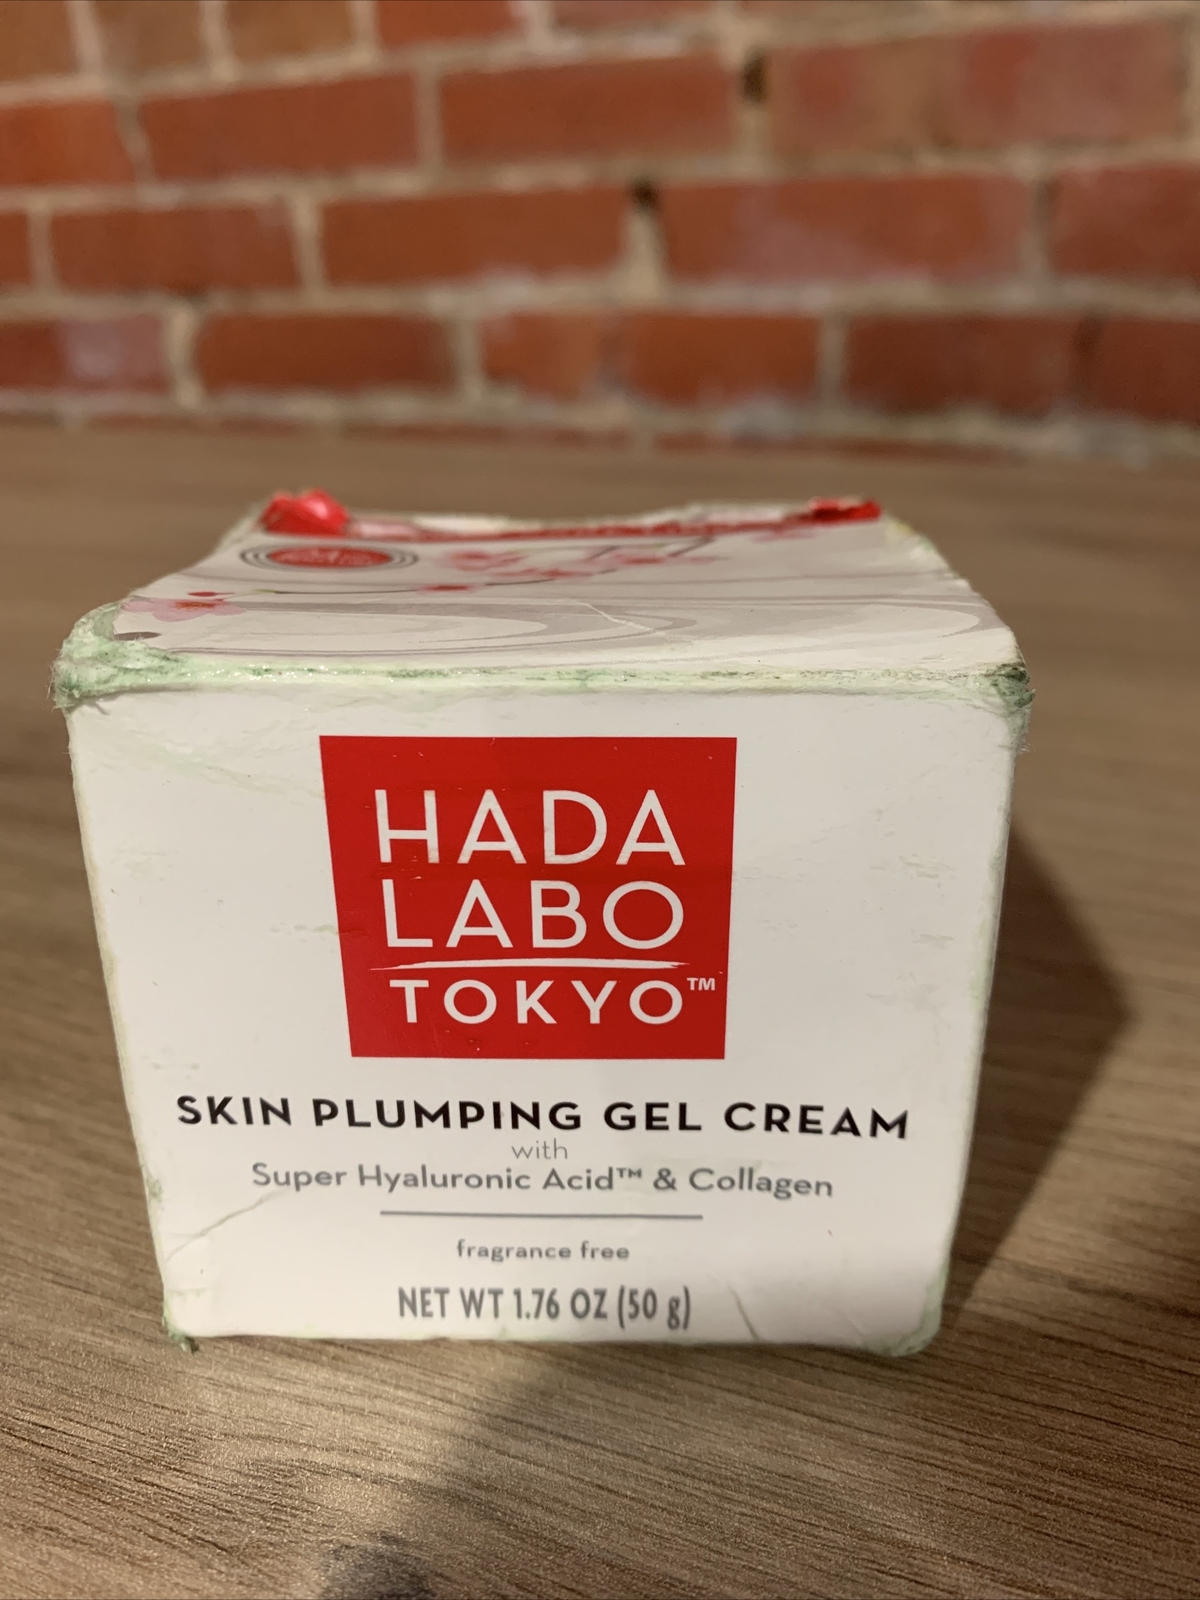 HADA
LABO
TOKYO™
SKIN PLUMPING GEL CREAM
with
Super Hyaluronic Acid™ & Collagen
fragrance free
NET WT 1.76 OZ (50 g)